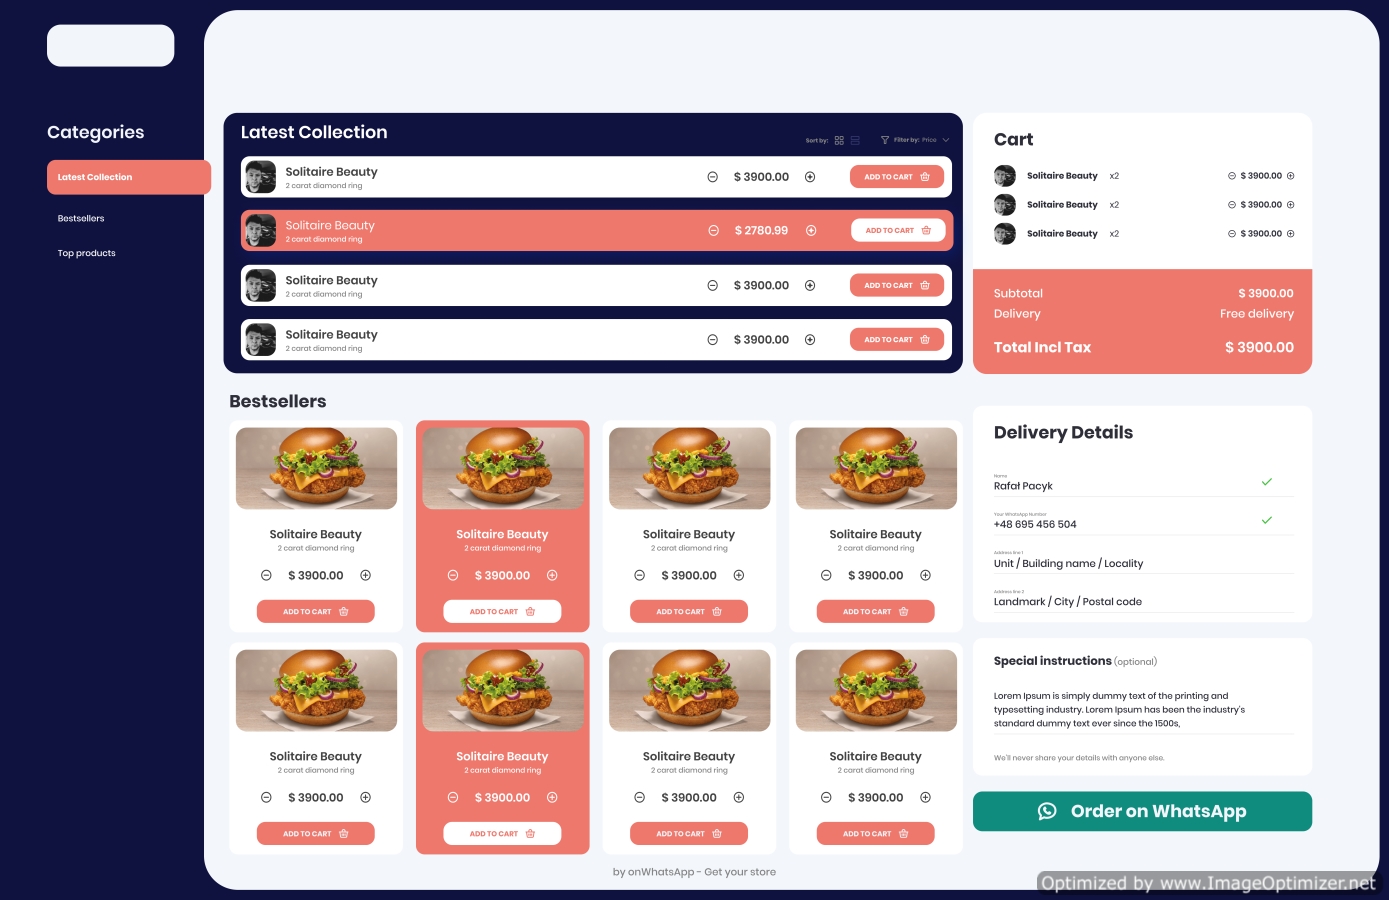 Categories
Latest Collection
Bestsellers
Top products
Latest Collection
Sort by:
Filter by: Price
Solitaire Beauty
2 carat diamond ring
$ 3900.00
ADD TO CART
Solitaire Beauty
2 carat diamond ring
$ 2780.99
ADD TO CART
Solitaire Beauty
2 carat diamond ring
$ 3900.00
ADD TO CART
Solitaire Beauty
2 carat diamond ring
$ 3900.00
ADD TO CART
Cart
Solitaire Beauty x2 $ 3900.00
Solitaire Beauty x2 $ 3900.00
Solitaire Beauty x2 $ 3900.00
Subtotal $ 3900.00
Delivery Free delivery
Total Incl Tax $ 3900.00
Bestsellers
Solitaire Beauty
2 carat diamond ring
$ 3900.00
ADD TO CART
Solitaire Beauty
2 carat diamond ring
$ 3900.00
ADD TO CART
Solitaire Beauty
2 carat diamond ring
$ 3900.00
ADD TO CART
Solitaire Beauty
2 carat diamond ring
$ 3900.00
ADD TO CART
Solitaire Beauty
2 carat diamond ring
$ 3900.00
ADD TO CART
Solitaire Beauty
2 carat diamond ring
$ 3900.00
ADD TO CART
Solitaire Beauty
2 carat diamond ring
$ 3900.00
ADD TO CART
Solitaire Beauty
2 carat diamond ring
$ 3900.00
ADD TO CART
Delivery Details
Name
Rafał Pacyk
Your WhatsApp Number
+48 695 456 504
Address line 1
Unit / Building name / Locality
Address line 2
Landmark / City / Postal code
Special instructions (optional)
Lorem Ipsum is simply dummy text of the printing and
typesetting industry. Lorem Ipsum has been the industry's
standard dummy text ever since the 1500s,
We'll never share your details with anyone else.
Order on WhatsApp
by onWhatsApp - Get your store
Optimized by www.ImageOptimizer.net